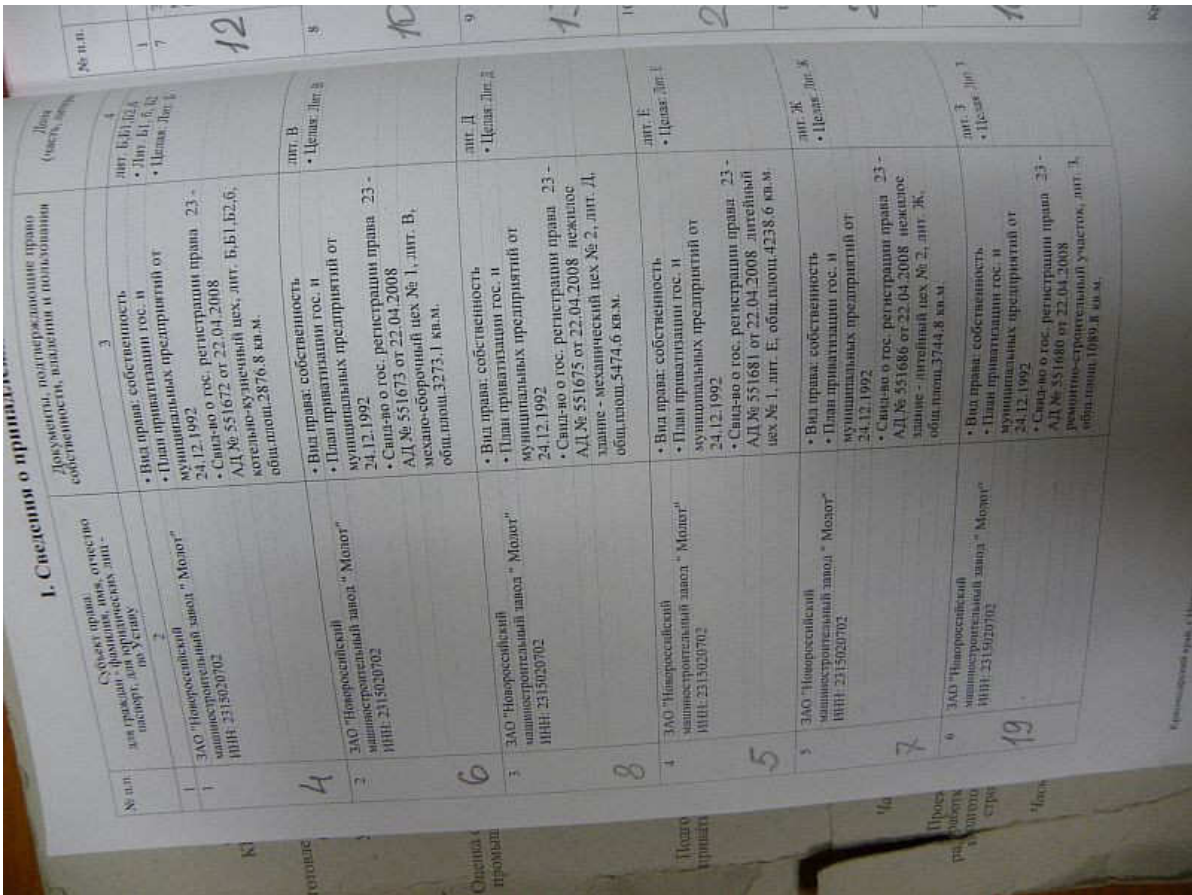 I. Сведения о
№ п.п.
Субъект права:
для граждан - фамилия, имя, отчество
паспорт, для юридических лиц -
по Уставу
Документы, подтверждающие право
собственности, владения и пользования
Доля
(часть, литера)
1
2
3
4
1
ЗАО "Новороссийский
машиностроительный завод " Молот"
ИНН: 2315020702
• Вид права: собственность
• План приватизации гос. и
муниципальных предприятий от
24.12.1992
• Свид-во о гос. регистрации права 23 -
АД № 551672 от 22.04.2008
котельно-кузнечный цех, лит. Б,Б1,Б2,б,
общ.площ.2876.8 кв.м.
• Целая:
4
2
ЗАО "Новороссийский
машиностроительный завод " Молот"
ИНН: 2315020702
• Вид права: собственность
• План приватизации гос. и
муниципальных предприятий от
24.12.1992
• Свид-во о гос. регистрации права 23 -
АД № 551673 от 22.04.2008
механо-сборочный цех № 1, лит. В,
общ.площ.3273.1 кв.м.
лит. В
• Целая: Лит. В
6
3
ЗАО "Новороссийский
машиностроительный завод " Молот"
ИНН: 2315020702
• Вид права: собственность
• План приватизации гос. и
муниципальных предприятий от
24.12.1992
• Свид-во о гос. регистрации права 23 -
АД № 551675 от 22.04.2008 нежилое
здание - механический цех № 2, лит. Д,
общ.площ.5474.6 кв.м.
лит. Д
• Целая: Лит. Д
8
4
ЗАО "Новороссийский
машиностроительный завод " Молот"
ИНН: 2315020702
• Вид права: собственность
• План приватизации гос. и
муниципальных предприятий от
24.12.1992
• Свид-во о гос. регистрации права 23 -
АД № 551681 от 22.04.2008 литейный
цех № 1, лит. Е, общ.площ.4238.6 кв.м.
лит. Е
• Целая: Лит. Е
5
5
ЗАО "Новороссийский
машиностроительный завод " Молот"
ИНН: 2315020702
• Вид права: собственность
• План приватизации гос. и
муниципальных предприятий от
24.12.1992
• Свид-во о гос. регистрации права 23 -
АД № 551686 от 22.04.2008 нежилое
здание - литейный цех № 2, лит. Ж,
общ.площ.3744.8 кв.м.
лит. Ж
• Целая: Лит. Ж
7
6
ЗАО "Новороссийский
машиностроительный завод " Молот"
ИНН: 2315020702
• Вид права: собственность
• План приватизации гос. и
муниципальных предприятий от
24.12.1992
• Свид-во о гос. регистрации права 23 -
АД № 551680 от 22.04.2008
ремонтно-строительный участок, лит. З,
общ.площ.1089.8 кв.м.
лит. З
• Целая: Лит. З
19
Краснодарский край, г.
№ п.п.
1
7
12
8
10
9
Оценка